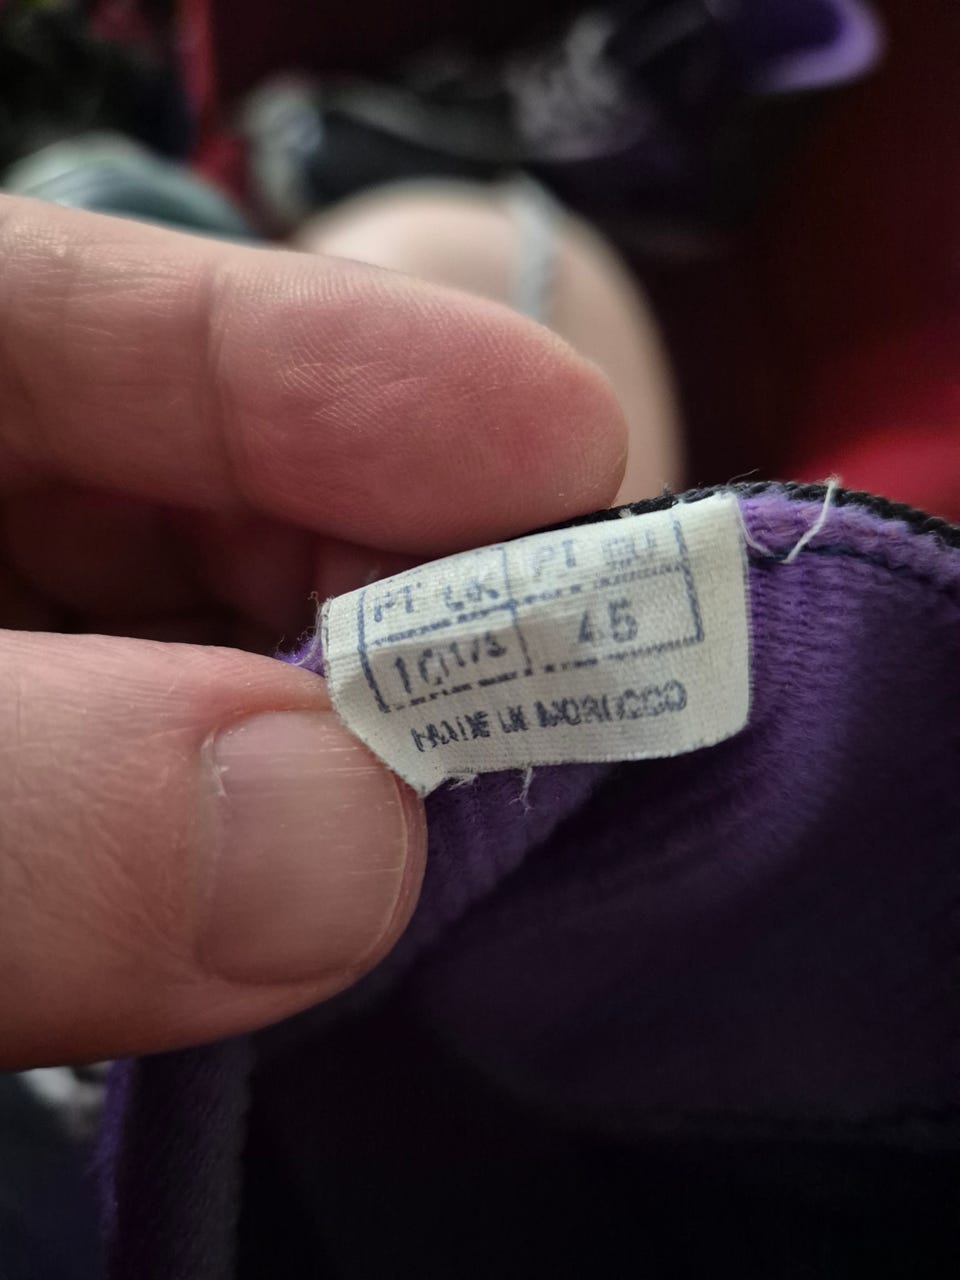 PT UK PT EU
10 1/3 45
MADE IN MOROCCO